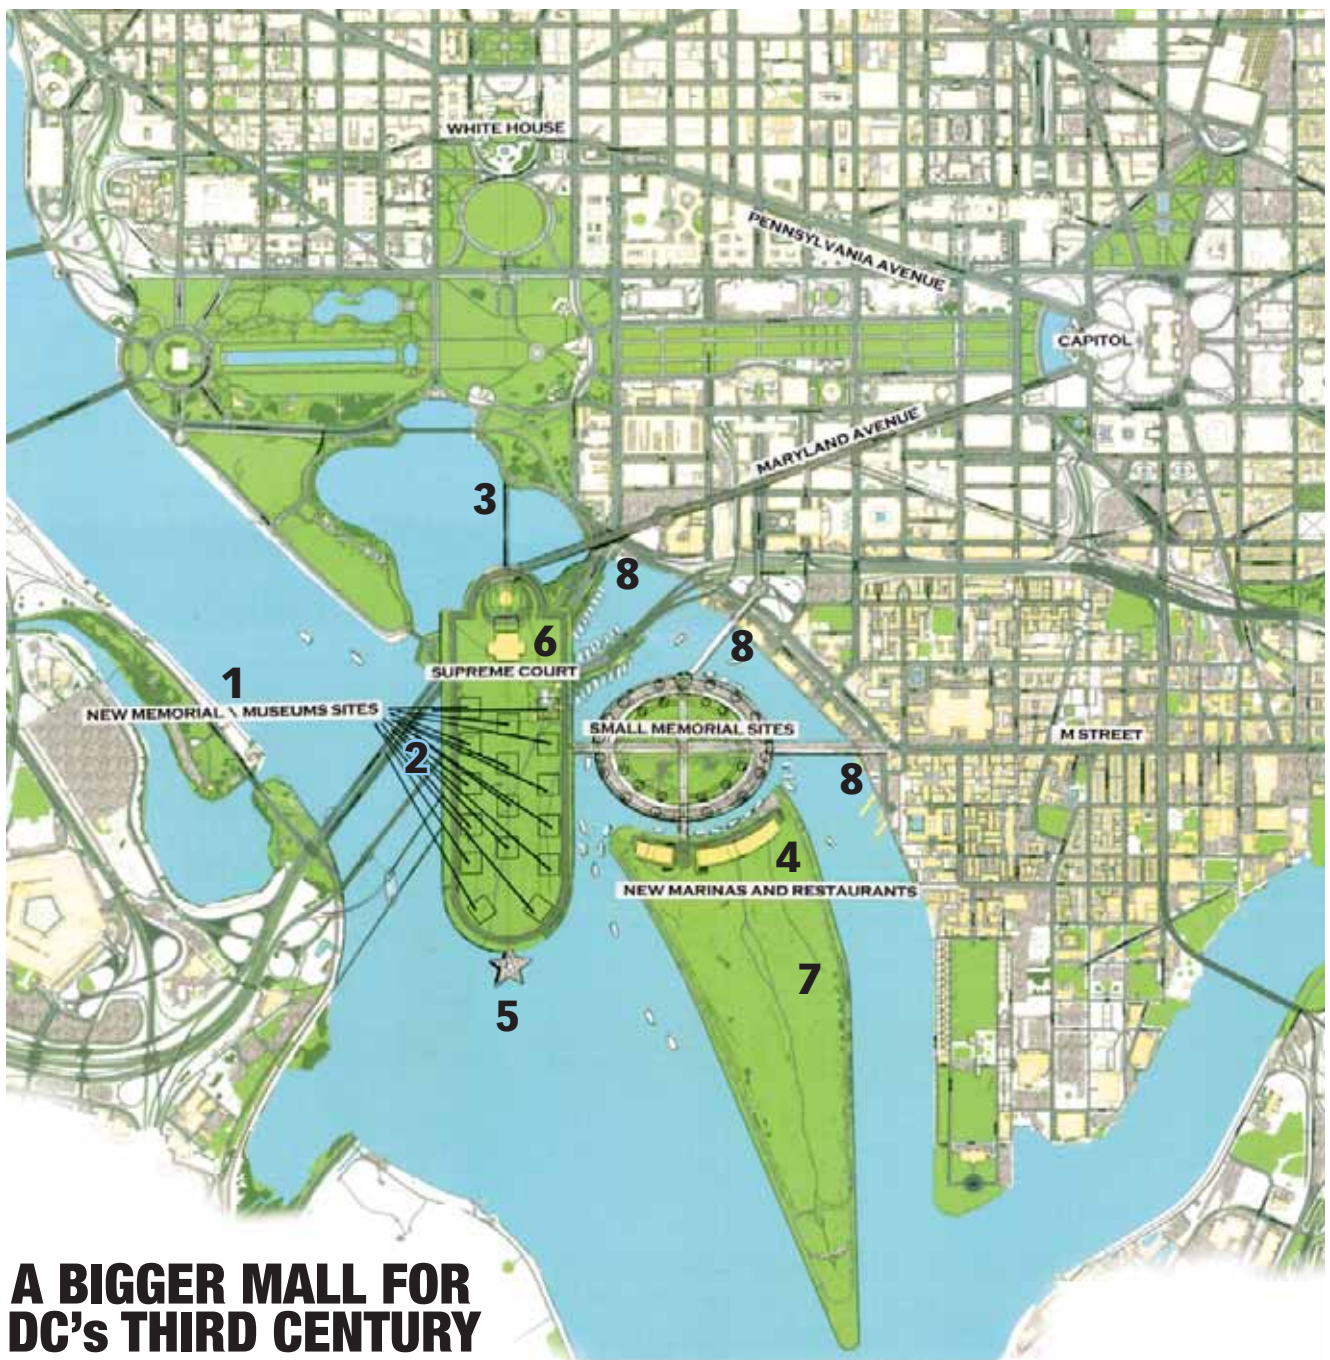 WHITE HOUSE
PENNSYLVANIA AVENUE
CAPITOL
MARYLAND AVENUE
3
8
6
8
SUPREME COURT
1
NEW MEMORIAL \ MUSEUMS SITES
SMALL MEMORIAL SITES
M STREET
2
8
4
NEW MARINAS AND RESTAURANTS
7
5
A BIGGER MALL FOR
DC's THIRD CENTURY